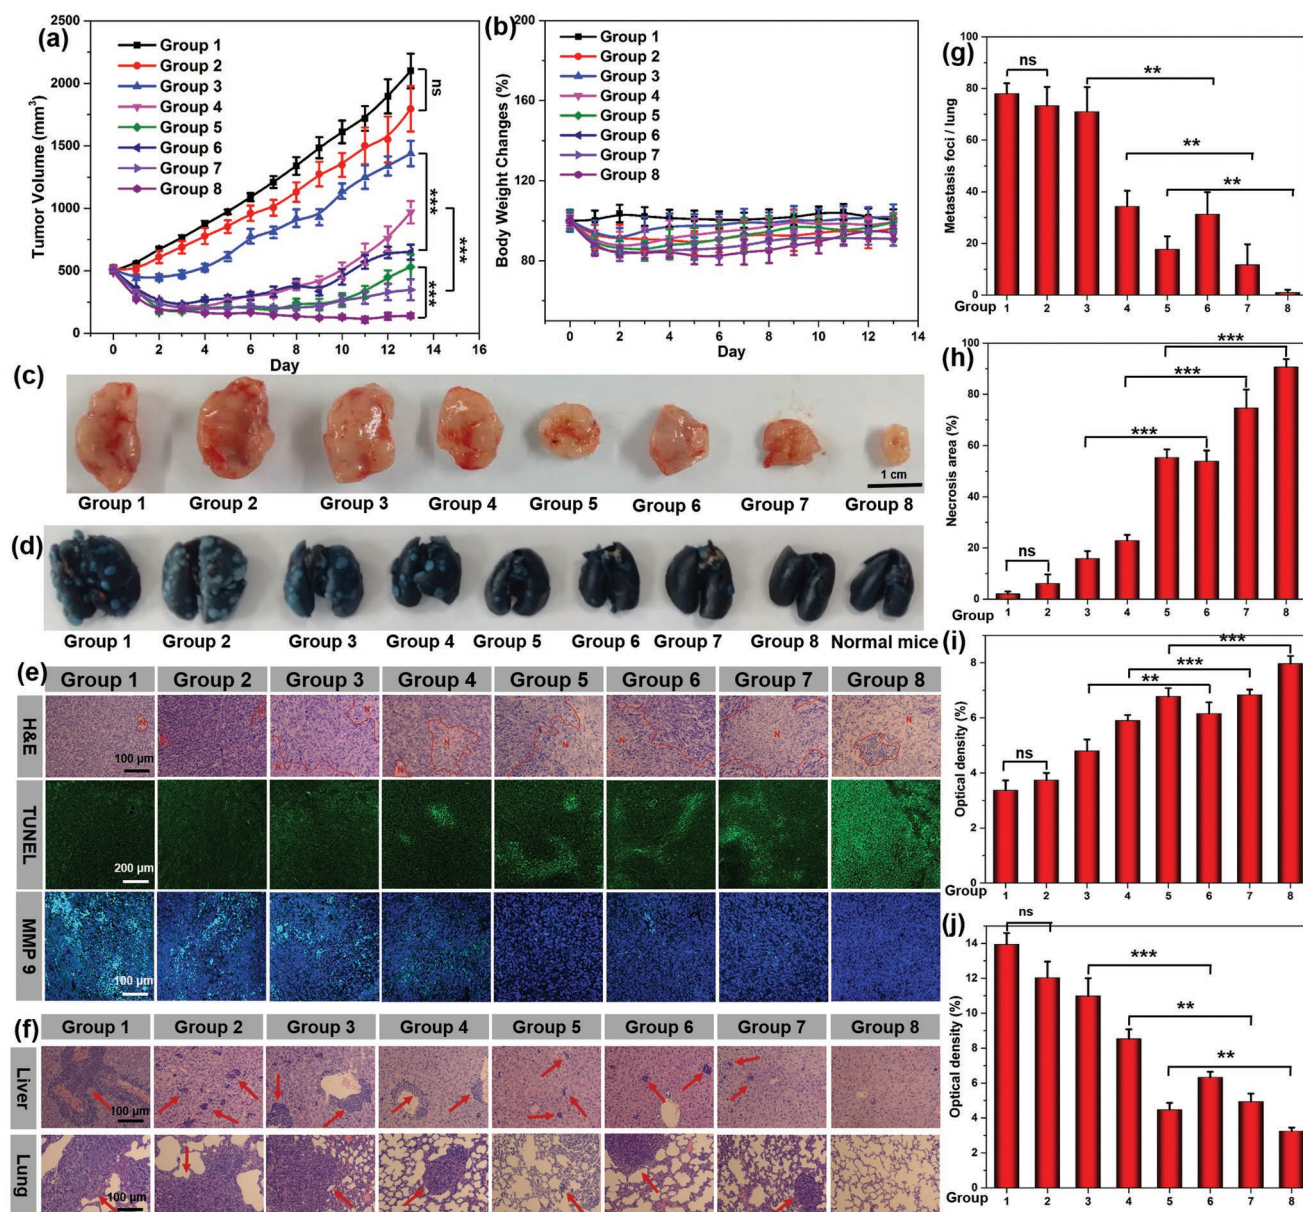 (a)
Tumor Volume (mm³)
2500
2000
1500
1000
500
0
Group 1
Group 2
Group 3
Group 4
Group 5
Group 6
Group 7
Group 8
ns
***
***
***
0 2 4 6 8 10 12 14 16
Day
(b)
Body Weight Changes (%)
200
160
120
80
Group 1
Group 2
Group 3
Group 4
Group 5
Group 6
Group 7
Group 8
0 2 4 6 8 10 12 14
Day
(c)
1 cm
Group 1 Group 2 Group 3 Group 4 Group 5 Group 6 Group 7 Group 8
(d)
Group 1 Group 2 Group 3 Group 4 Group 5 Group 6 Group 7 Group 8 Normal mice
(e)
Group 1 Group 2 Group 3 Group 4 Group 5 Group 6 Group 7 Group 8
H&E
N N N N N N N N N
100 µm
TUNEL
200 µm
MMP 9
100 µm
(f)
Group 1 Group 2 Group 3 Group 4 Group 5 Group 6 Group 7 Group 8
Liver
100 µm
Lung
100 µm
(g)
Metastasis foci / lung
100
80
60
40
20
0
ns
**
**
**
Group
1 2 3 4 5 6 7 8
(h)
Necrosis area (%)
100
80
60
40
20
0
ns
***
***
***
Group
1 2 3 4 5 6 7 8
(i)
Optical density (%)
8
6
4
2
0
ns
**
***
***
Group
1 2 3 4 5 6 7 8
(j)
Optical density (%)
14
12
10
8
6
4
2
0
ns
***
**
**
Group
1 2 3 4 5 6 7 8